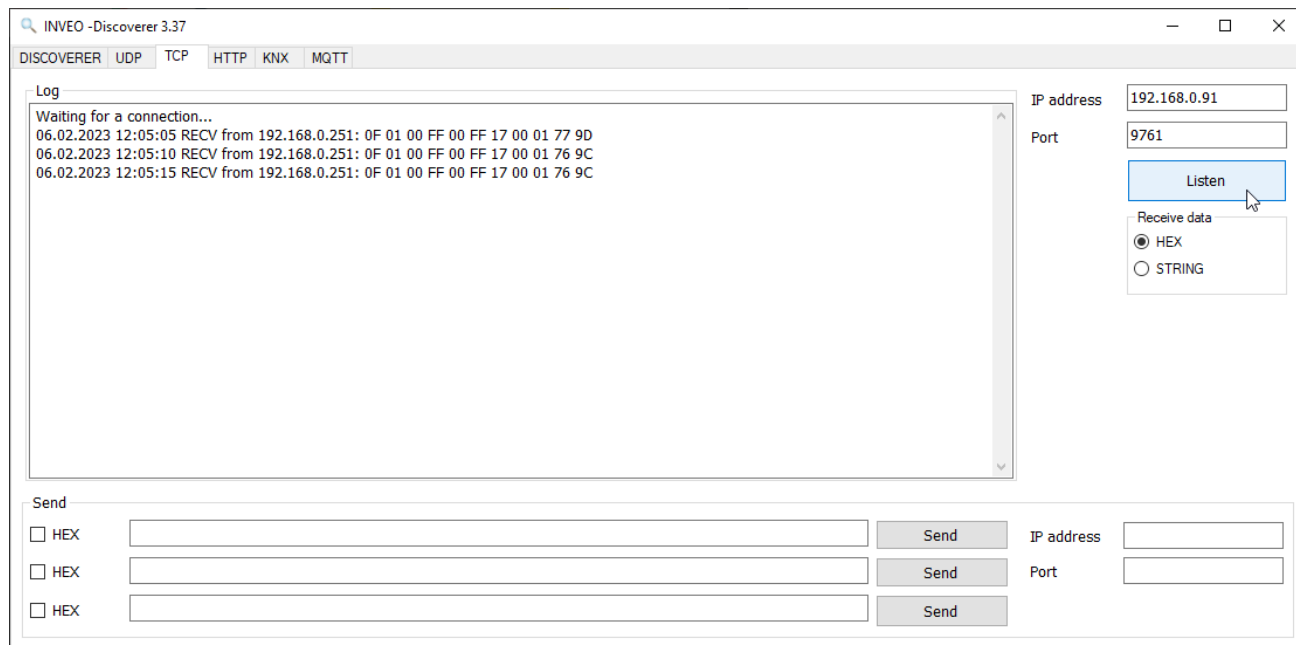 INVEO -Discoverer 3.37
DISCOVERER UDP TCP HTTP KNX MQTT
Log
Waiting for a connection...
06.02.2023 12:05:05 RECV from 192.168.0.251: 0F 01 00 FF 00 FF 17 00 01 77 9D
06.02.2023 12:05:10 RECV from 192.168.0.251: 0F 01 00 FF 00 FF 17 00 01 76 9C
06.02.2023 12:05:15 RECV from 192.168.0.251: 0F 01 00 FF 00 FF 17 00 01 76 9C
IP address 192.168.0.91
Port 9761
Listen
Receive data
HEX
STRING
Send
HEX Send IP address
HEX Send Port
HEX Send